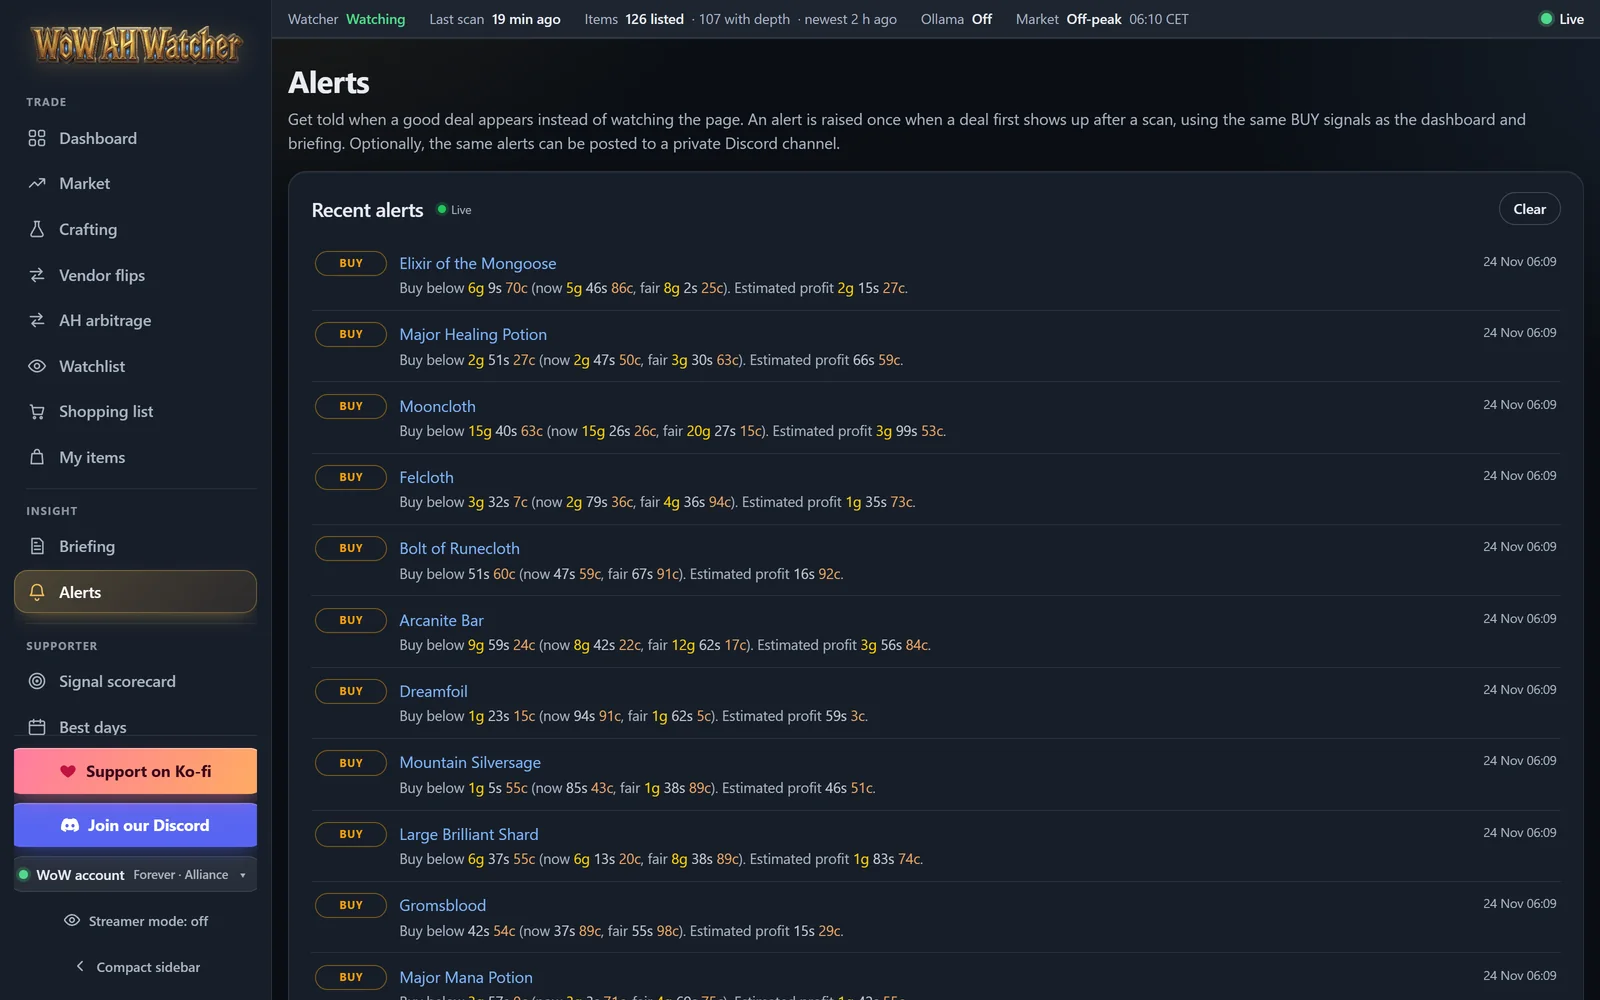 WoW AH Watcher
TRADE
Dashboard
Market
Crafting
Vendor flips
AH arbitrage
Watchlist
Shopping list
My items
INSIGHT
Briefing
Alerts
SUPPORTER
Signal scorecard
Best days
Support on Ko-fi
Join our Discord
WoW account Forever · Alliance
Streamer mode: off
Compact sidebar
Watcher Watching Last scan 19 min ago Items 126 listed · 107 with depth · newest 2 h ago Ollama Off Market Off-peak 06:10 CET Live
Alerts
Get told when a good deal appears instead of watching the page. An alert is raised once when a deal first shows up after a scan, using the same BUY signals as the dashboard and
briefing. Optionally, the same alerts can be posted to a private Discord channel.
Recent alerts Live Clear
BUY Elixir of the Mongoose 24 Nov 06:09
Buy below 6g 9s 70c (now 5g 46s 86c, fair 8g 2s 25c). Estimated profit 2g 15s 27c.
BUY Major Healing Potion 24 Nov 06:09
Buy below 2g 51s 27c (now 2g 47s 50c, fair 3g 30s 63c). Estimated profit 66s 59c.
BUY Mooncloth 24 Nov 06:09
Buy below 15g 40s 63c (now 15g 26s 26c, fair 20g 27s 15c). Estimated profit 3g 99s 53c.
BUY Felcloth 24 Nov 06:09
Buy below 3g 32s 7c (now 2g 79s 36c, fair 4g 36s 94c). Estimated profit 1g 35s 73c.
BUY Bolt of Runecloth 24 Nov 06:09
Buy below 51s 60c (now 47s 59c, fair 67s 91c). Estimated profit 16s 92c.
BUY Arcanite Bar 24 Nov 06:09
Buy below 9g 59s 24c (now 8g 42s 22c, fair 12g 62s 17c). Estimated profit 3g 56s 84c.
BUY Dreamfoil 24 Nov 06:09
Buy below 1g 23s 15c (now 94s 91c, fair 1g 62s 5c). Estimated profit 59s 3c.
BUY Mountain Silversage 24 Nov 06:09
Buy below 1g 5s 55c (now 85s 43c, fair 1g 38s 89c). Estimated profit 46s 51c.
BUY Large Brilliant Shard 24 Nov 06:09
Buy below 6g 37s 55c (now 6g 13s 20c, fair 8g 38s 89c). Estimated profit 1g 83s 74c.
BUY Gromsblood 24 Nov 06:09
Buy below 42s 54c (now 37s 89c, fair 55s 98c). Estimated profit 15s 29c.
BUY Major Mana Potion 24 Nov 06:09